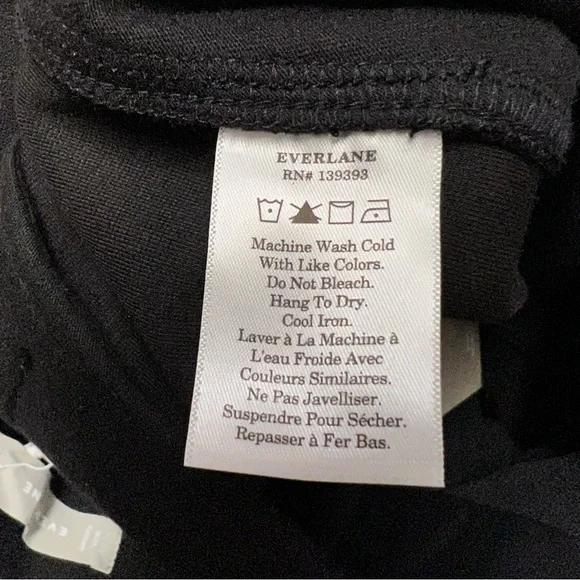 EVERLANE
RN# 139393
Machine Wash Cold
With Like Colors.
Do Not Bleach.
Hang To Dry.
Cool Iron.
Laver à La Machine à
L'eau Froide Avec
Couleurs Similaires.
Ne Pas Javelliser.
Suspendre Pour Sécher.
Repasser à Fer Bas.
EVERLANE